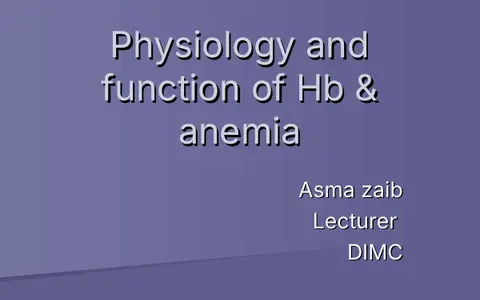 Physiology and
function of Hb &
anemia
Asma zaib
Lecturer
DIMC